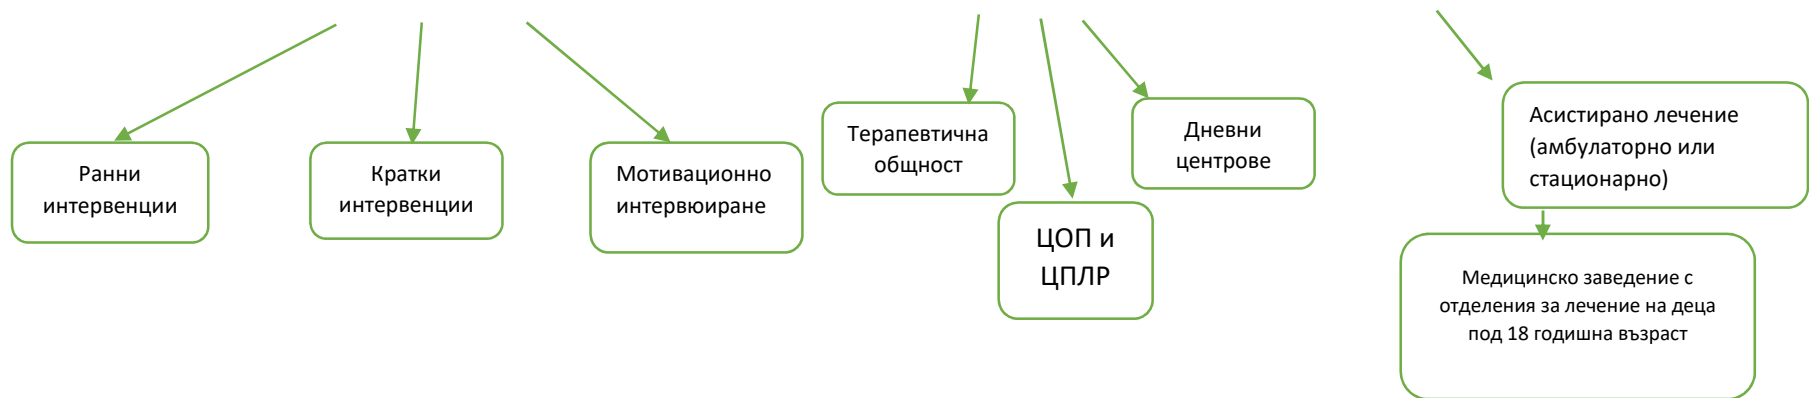 Ранни
интервенции
Кратки
интервенции
Мотивационно
интервюиране
Терапевтична
общност
ЦОП и
ЦПЛР
Дневни
центрове
Асистирано лечение
(амбулаторно или
стационарно)
Медицинско заведение с
отделения за лечение на деца
под 18 годишна възраст